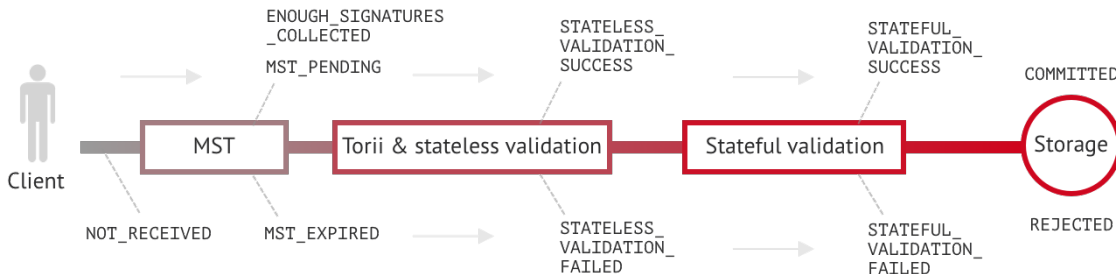 ENOUGH_SIGNATURES
_COLLECTED
MST_PENDING
STATELESS_
VALIDATION_
SUCCESS
STATEFUL_
VALIDATION_
SUCCESS
COMMITTED
Client
MST
Torii & stateless validation
Stateful validation
Storage
NOT_RECEIVED
MST_EXPIRED
STATELESS_
VALIDATION_
FAILED
STATEFUL_
VALIDATION_
FAILED
REJECTED